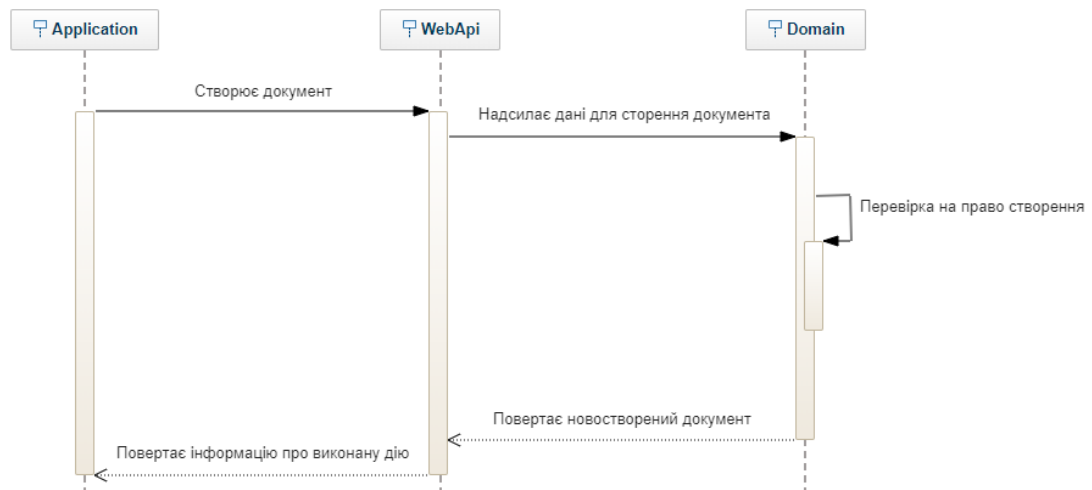 Application
WebApi
Domain
Створює документ
Надсилає дані для сторення документа
Перевірка на право створення
Повертає новостворений документ
Повертає інформацію про виконану дію